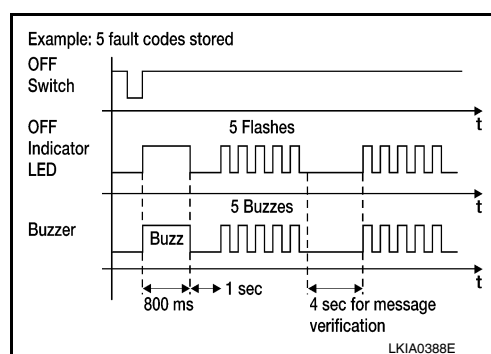 Example: 5 fault codes stored
OFF
Switch
t
OFF
Indicator
LED
5 Flashes
t
5 Buzzes
Buzzer
Buzz
t
800 ms
1 sec
4 sec for message
verification
LKIA0388E